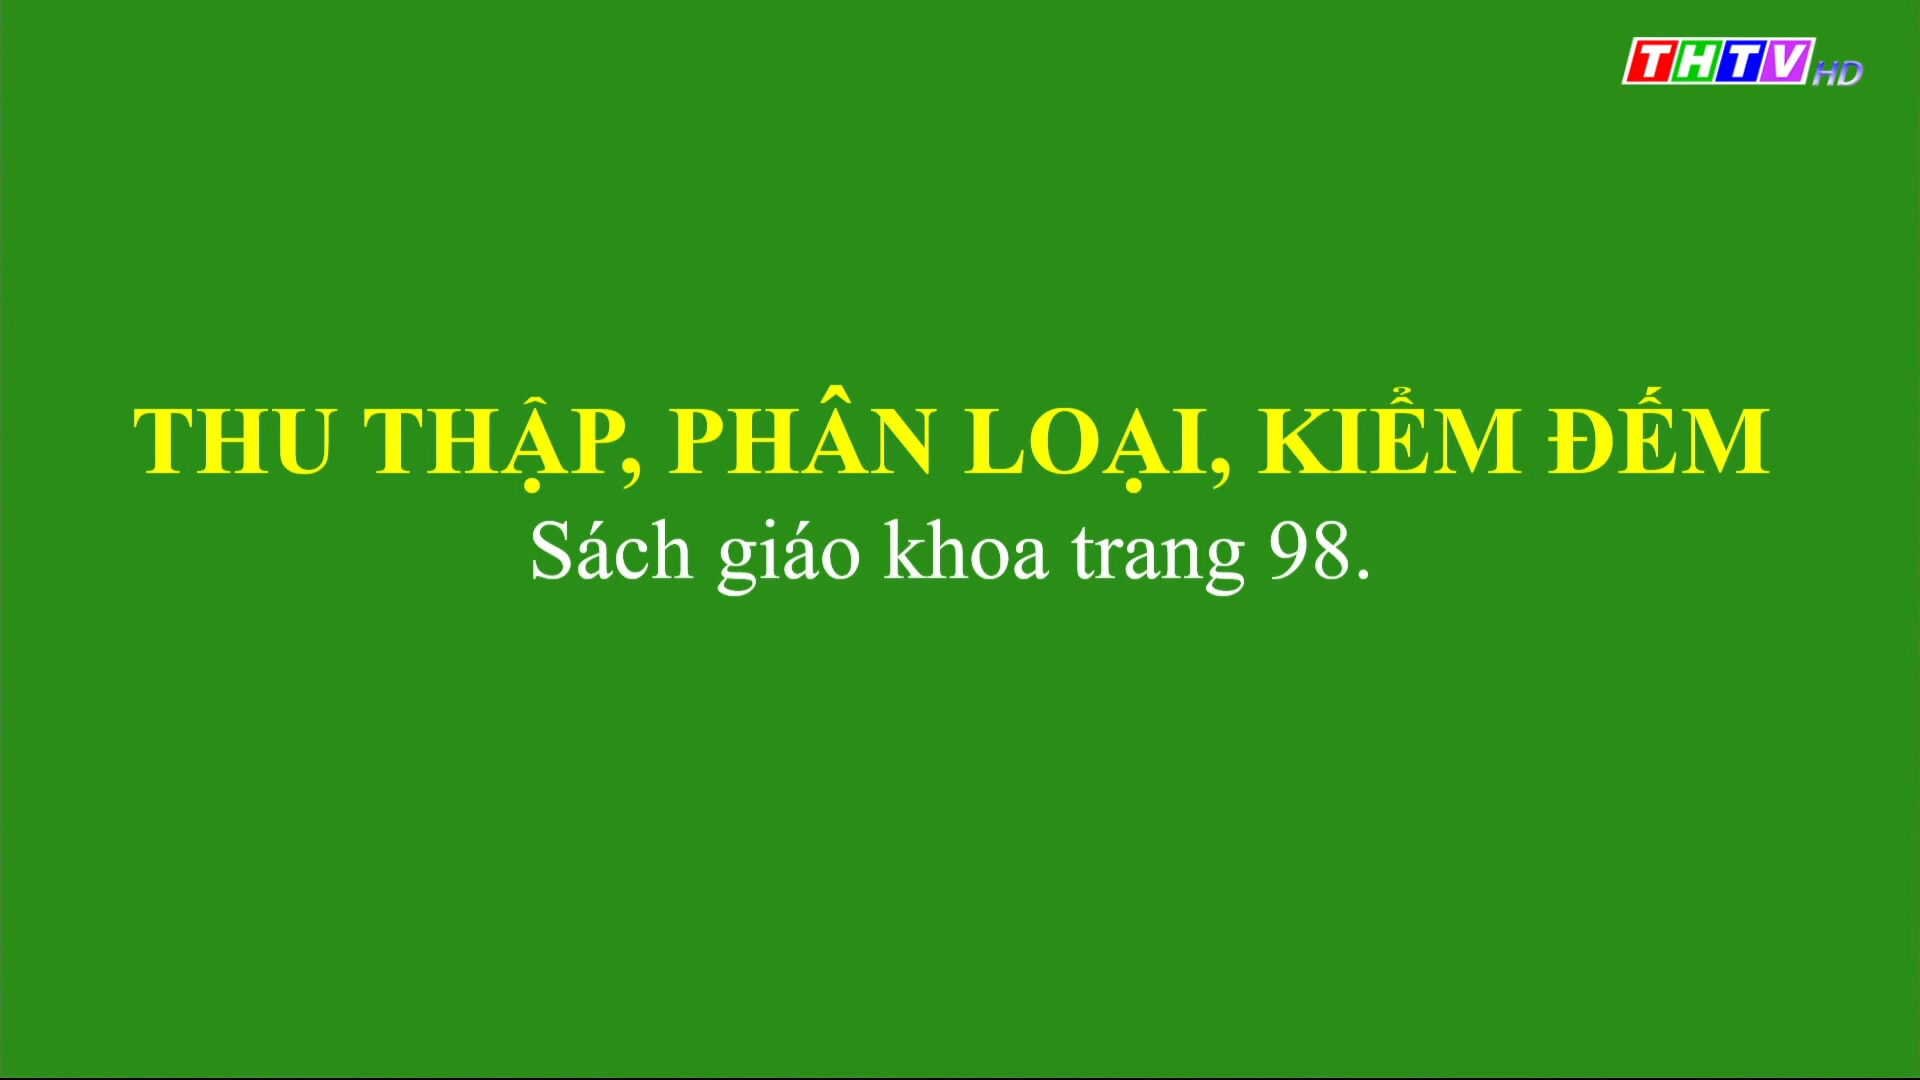 THTV HD
THU THẬP, PHÂN LOẠI, KIỂM ĐẾM
Sách giáo khoa trang 98.